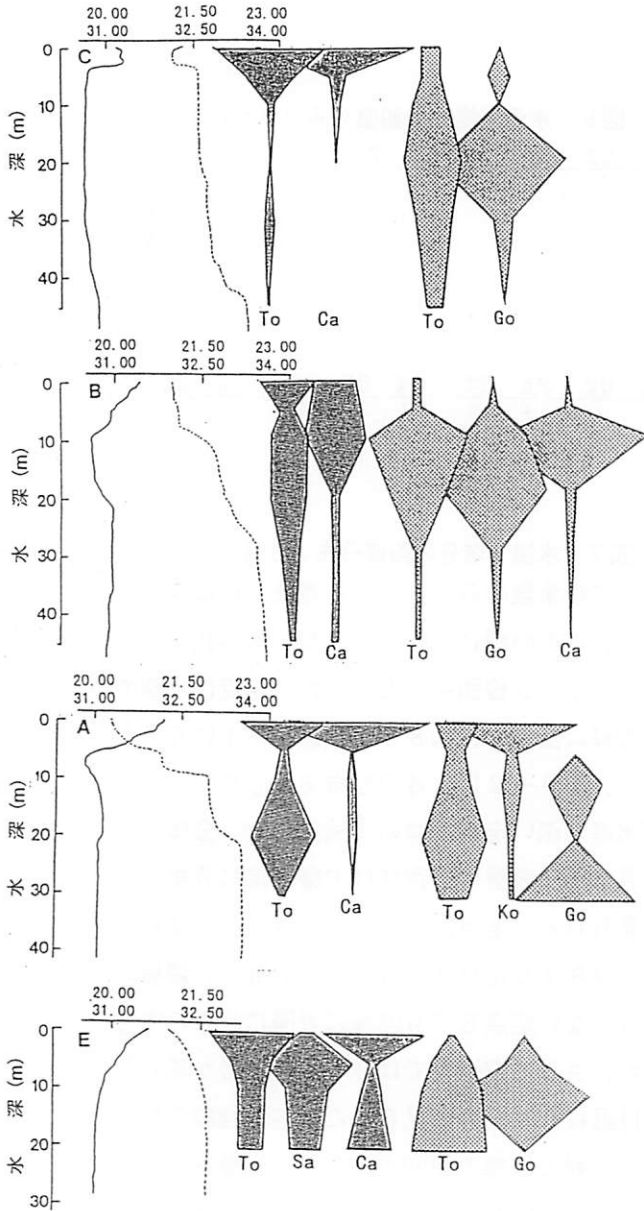 20.00 21.50 23.00
31.00 32.50 34.00
C
0
10
20
30
40
水 深 (m)
To Ca To Go
20.00 21.50 23.00
31.00 32.50 34.00
B
0
10
20
30
40
水 深 (m)
To Ca To Go Ca
20.00 21.50 23.00
31.00 32.50 34.00
A
0
10
20
30
40
水 深 (m)
To Ca To Ko Go
20.00 21.50
31.00 32.50
E
0
10
20
30
水 深 (m)
To Sa Ca To Go